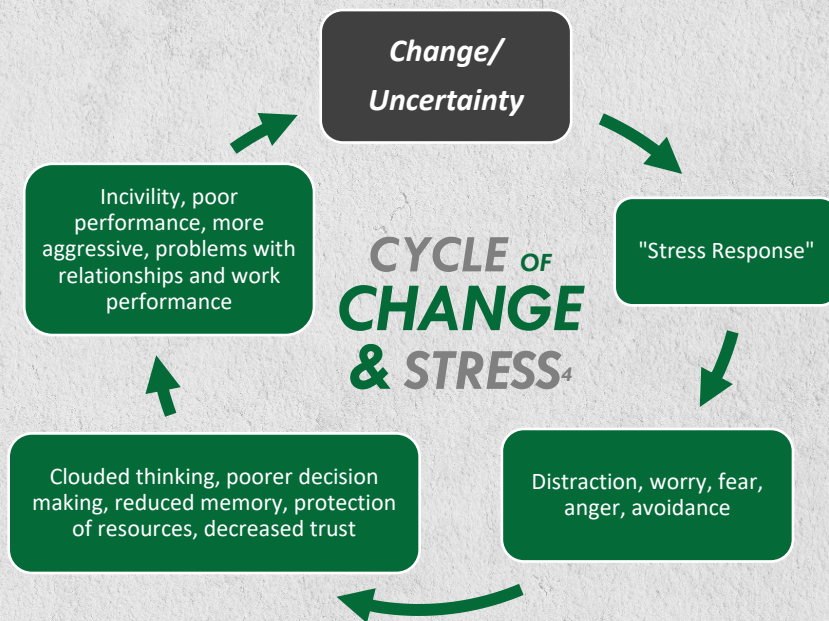 Change/
Uncertainty
"Stress Response"
Distraction, worry, fear,
anger, avoidance
Clouded thinking, poorer decision
making, reduced memory, protection
of resources, decreased trust
Incivility, poor
performance, more
aggressive, problems with
relationships and work
performance
CYCLE OF
CHANGE
& STRESS4